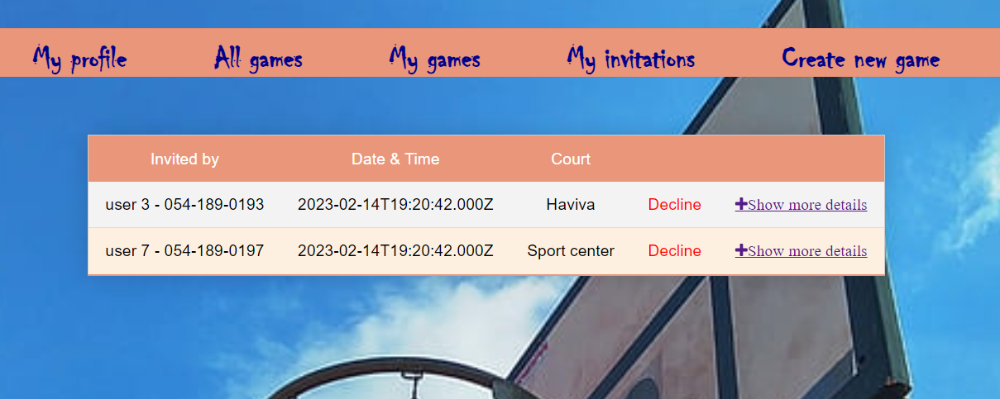 My profile All games My games My invitations Create new game
Invited by Date & Time Court
user 3 - 054-189-0193 2023-02-14T19:20:42.000Z Haviva Decline Show more details
user 7 - 054-189-0197 2023-02-14T19:20:42.000Z Sport center Decline Show more details